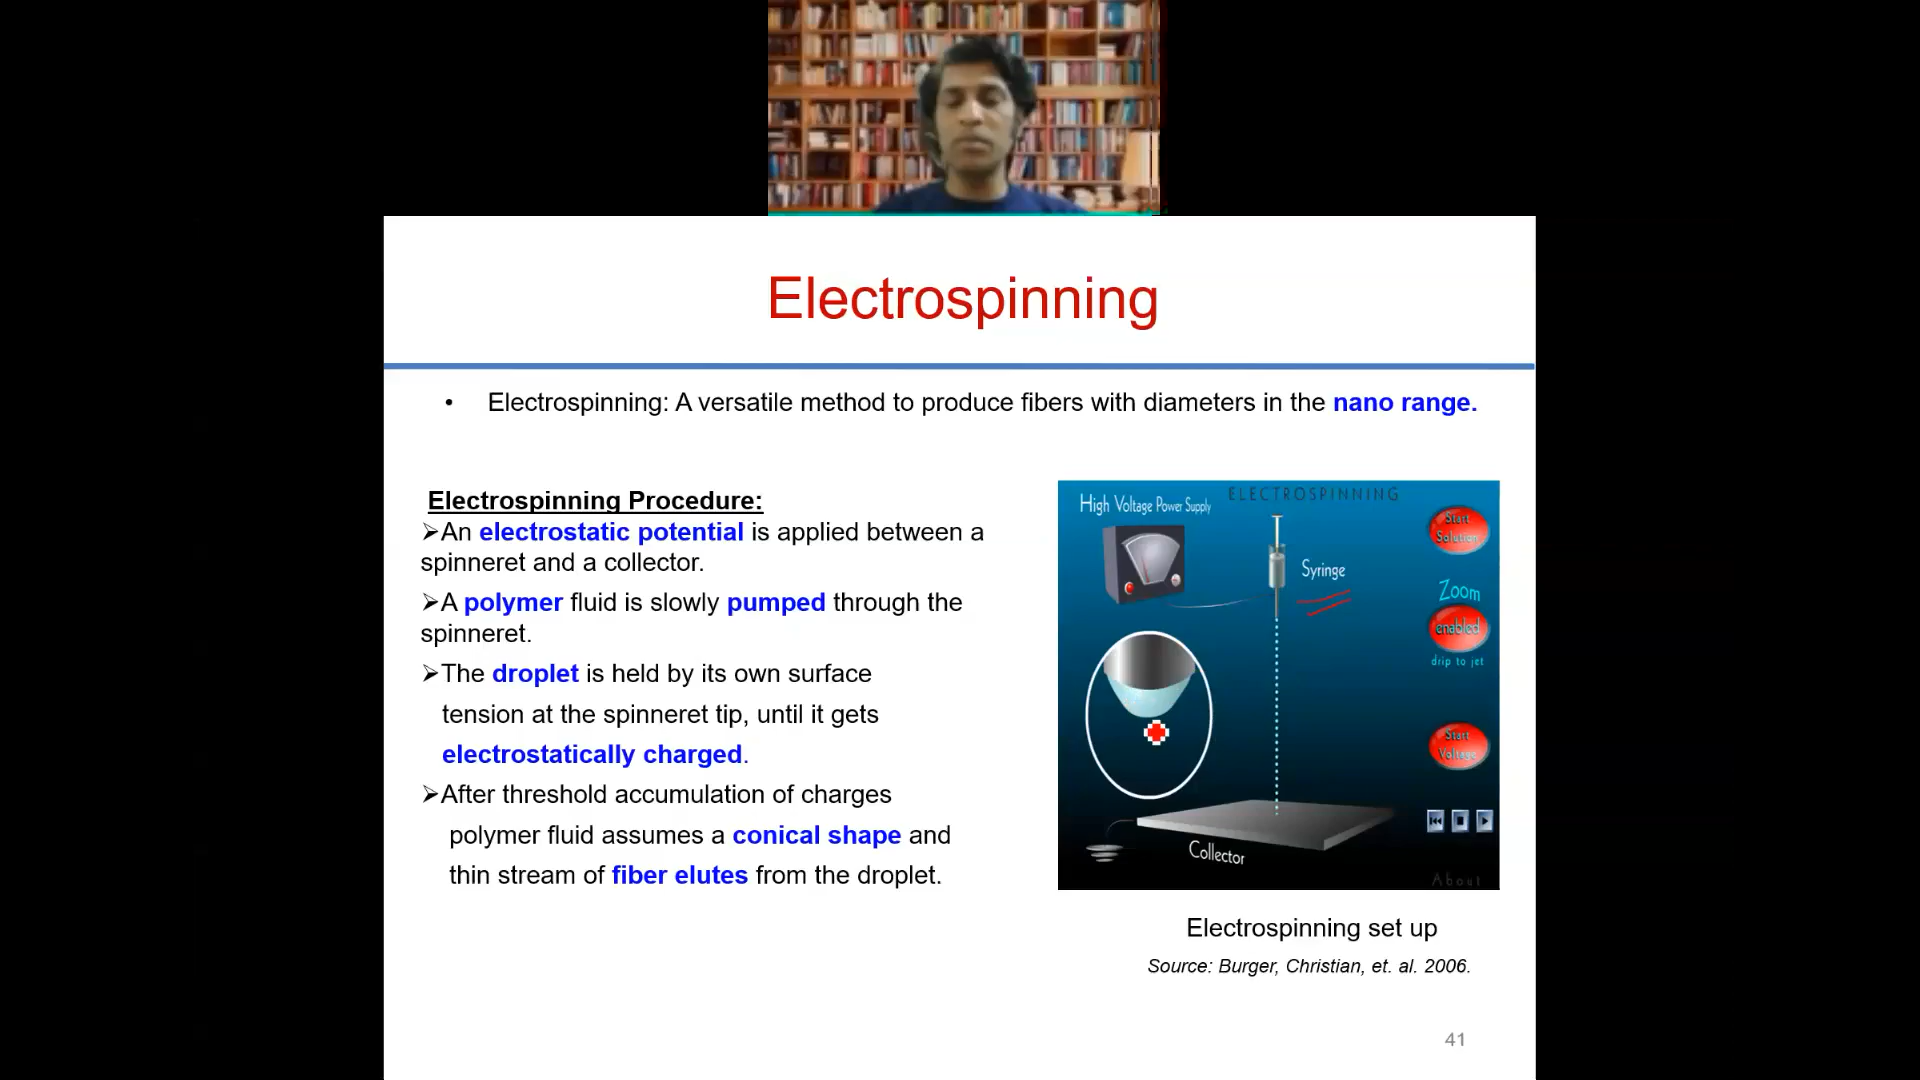 Electrospinning
• Electrospinning: A versatile method to produce fibers with diameters in the nano range.
Electrospinning Procedure:
➢An electrostatic potential is applied between a
spinneret and a collector.
➢A polymer fluid is slowly pumped through the
spinneret.
➢The droplet is held by its own surface
tension at the spinneret tip, until it gets
electrostatically charged.
➢After threshold accumulation of charges
polymer fluid assumes a conical shape and
thin stream of fiber elutes from the droplet.
ELECTROSPINNING
High Voltage Power Supply
Start
Solution
Syringe
Zoom
enabled
drip to jet
Start
Voltage
Collector
About
Electrospinning set up
Source: Burger, Christian, et. al. 2006.
41